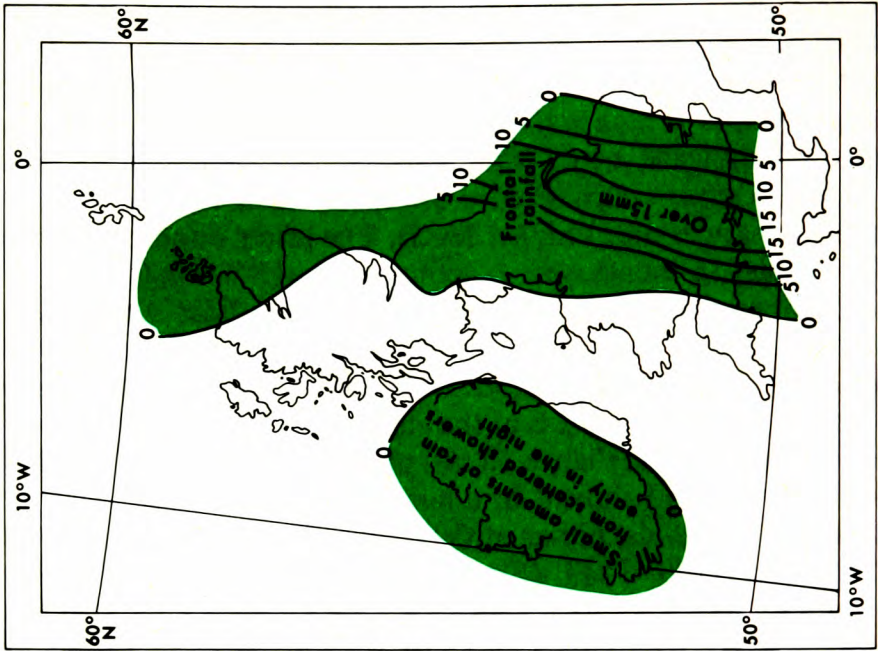 10°W
0°
60°
N
60°
N
0
5
10
10
5
0
Frontal
rainfall
Over 15mm
0
Small amounts of rain
from scattered showers
early in the
night
0
0
5
10
15
15
10
5
0
50°
50°
10°W
0°